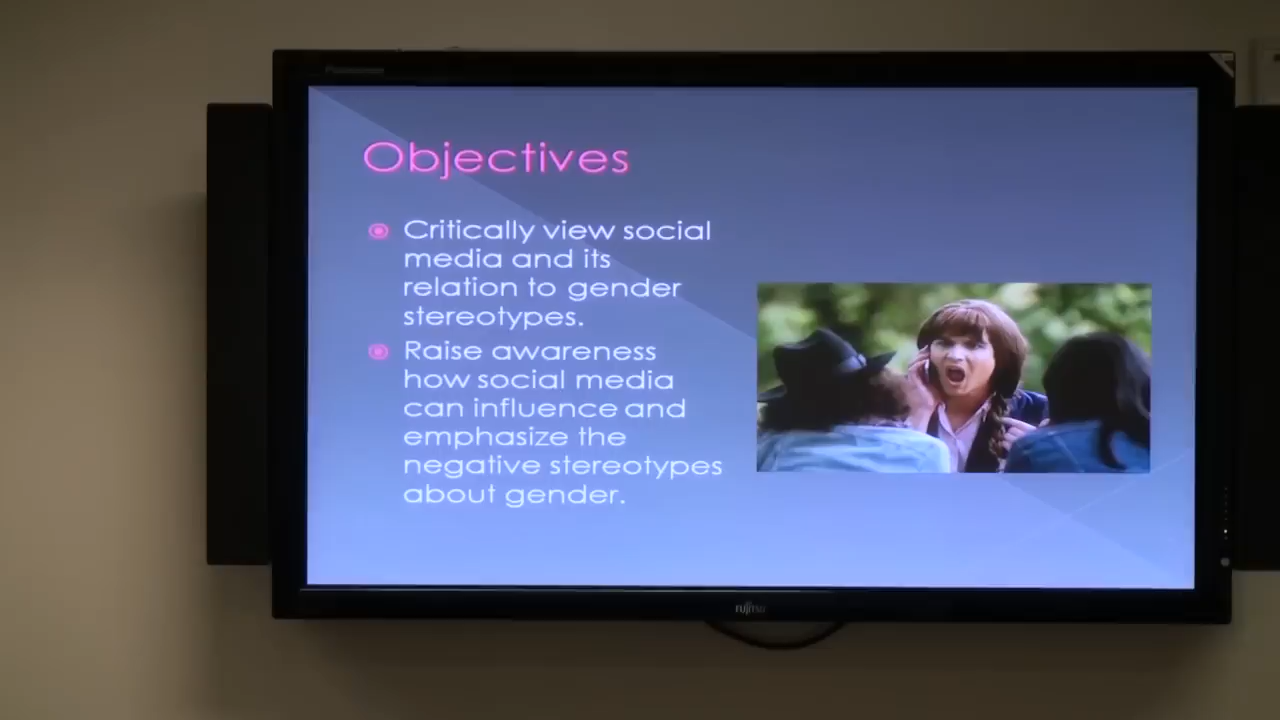 Objectives
Critically view social
media and its
relation to gender
stereotypes.
Raise awareness
how social media
can influence and
emphasize the
negative stereotypes
about gender.
FUJITSU